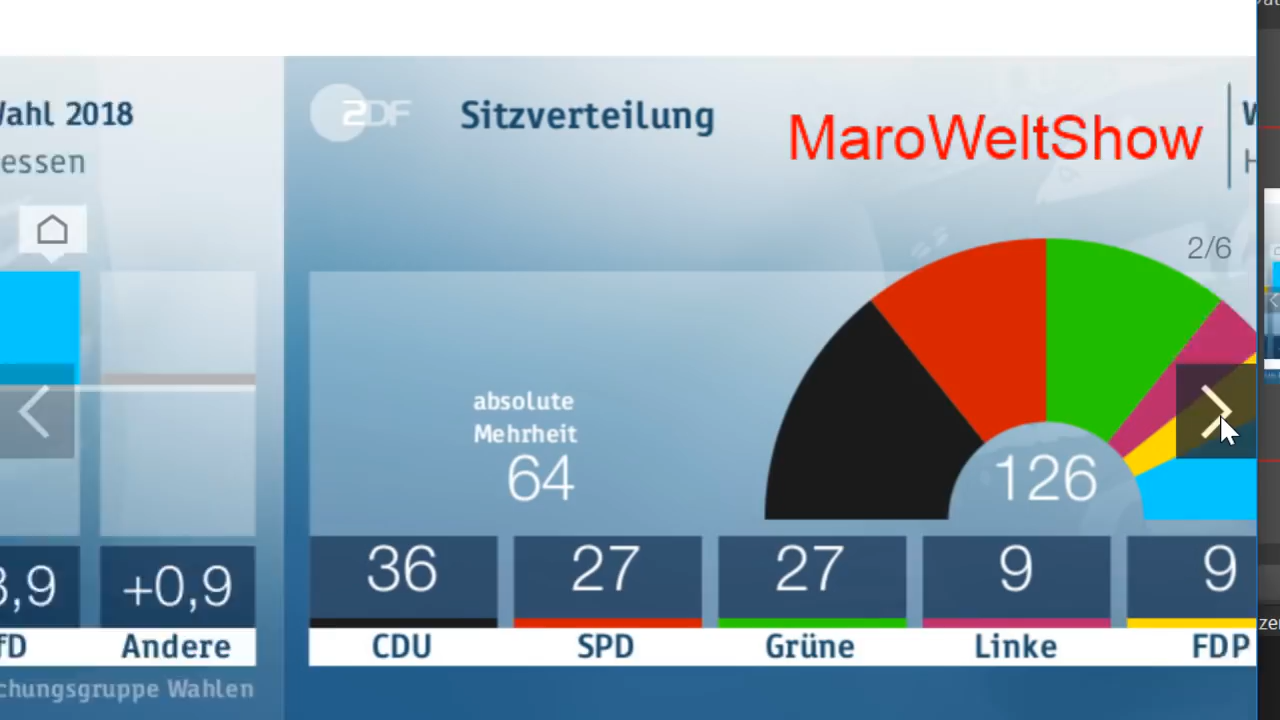 Wahl 2018
essen
3,9
+0,9
fD
Andere
chungsgruppe Wahlen
2DF
Sitzverteilung
MaroWeltShow
2/6
absolute
Mehrheit
64
126
36
27
27
9
9
CDU
SPD
Grüne
Linke
FDP